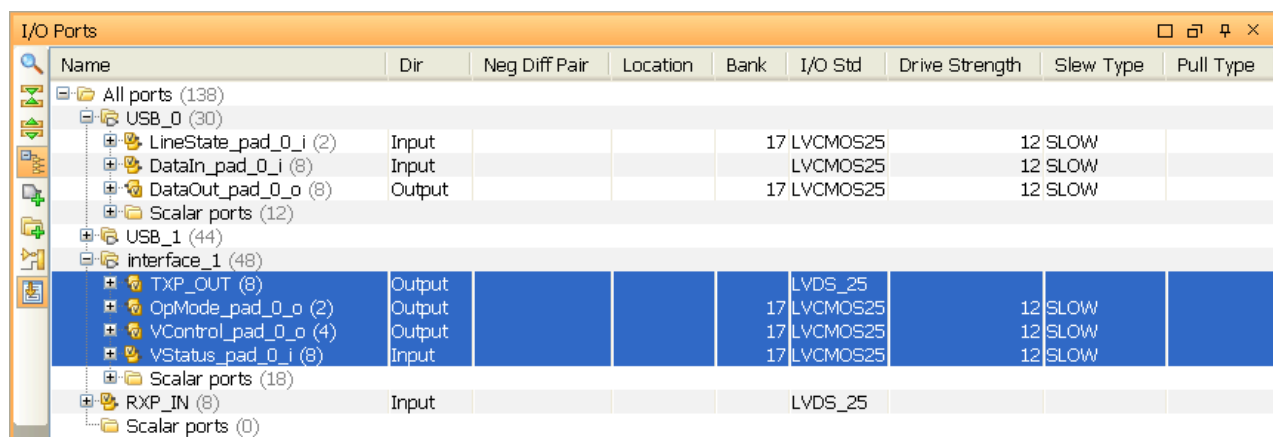 I/O Ports
Name Dir Neg Diff Pair Location Bank I/O Std Drive Strength Slew Type Pull Type
All ports (138)
USB_0 (30)
LineState_pad_0_i (2) Input 17 LVCMOS25 12 SLOW
DataIn_pad_0_i (8) Input LVCMOS25 12 SLOW
DataOut_pad_0_o (8) Output 17 LVCMOS25 12 SLOW
Scalar ports (12)
USB_1 (44)
interface_1 (48)
TXP_OUT (8) Output LVDS_25
OpMode_pad_0_o (2) Output 17 LVCMOS25 12 SLOW
VControl_pad_0_o (4) Output 17 LVCMOS25 12 SLOW
VStatus_pad_0_i (8) Input 17 LVCMOS25 12 SLOW
Scalar ports (18)
RXP_IN (8) Input LVDS_25
Scalar ports (0)